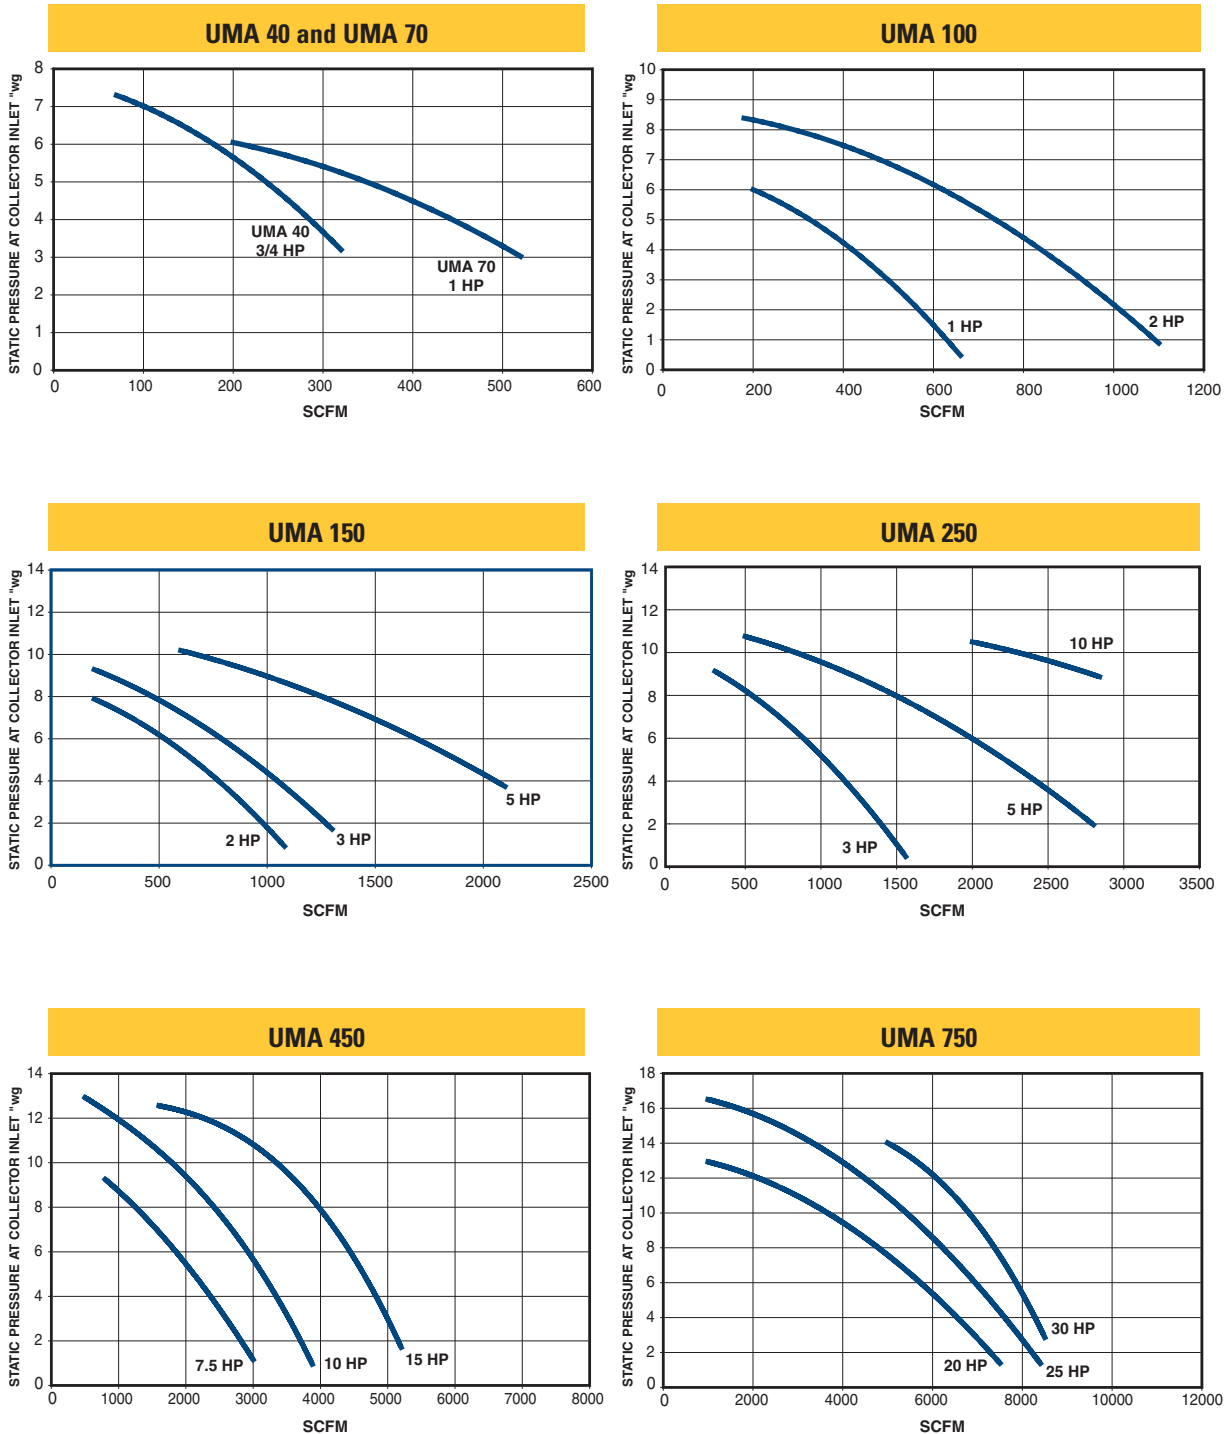 UMA 40 and UMA 70
STATIC PRESSURE AT COLLECTOR INLET "wg
8
7
6
5
4
3
2
1
0
UMA 40
3/4 HP
UMA 70
1 HP
0 100 200 300 400 500 600
SCFM
UMA 100
STATIC PRESSURE AT COLLECTOR INLET "wg
10
9
8
7
6
5
4
3
2
1
0
1 HP
2 HP
0 200 400 600 800 1000 1200
SCFM
UMA 150
STATIC PRESSURE AT COLLECTOR INLET "wg
14
12
10
8
6
4
2
0
2 HP
3 HP
5 HP
0 500 1000 1500 2000 2500
SCFM
UMA 250
STATIC PRESSURE AT COLLECTOR INLET "wg
14
12
10
8
6
4
2
0
10 HP
5 HP
3 HP
0 500 1000 1500 2000 2500 3000 3500
SCFM
UMA 450
STATIC PRESSURE AT COLLECTOR INLET "wg
14
12
10
8
6
4
2
0
7.5 HP
10 HP
15 HP
0 1000 2000 3000 4000 5000 6000 7000 8000
SCFM
UMA 750
STATIC PRESSURE AT COLLECTOR INLET "wg
18
16
14
12
10
8
6
4
2
0
30 HP
20 HP
25 HP
0 2000 4000 6000 8000 10000 12000
SCFM